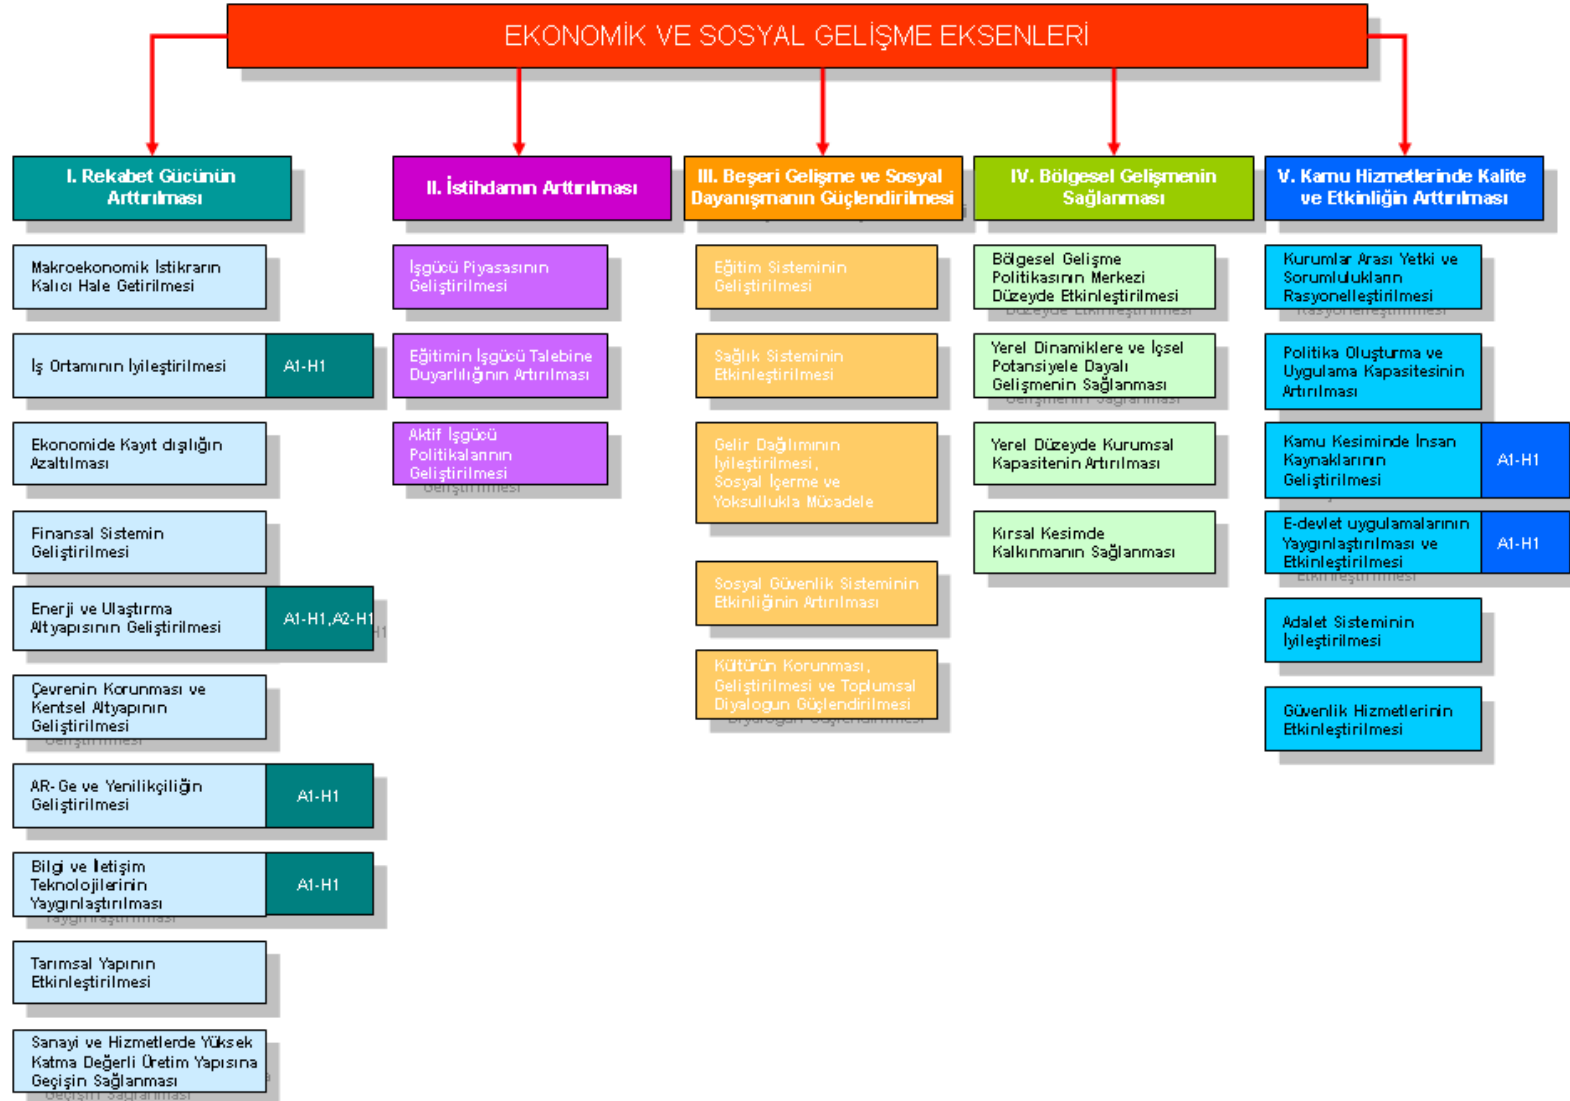 EKONOMİK VE SOSYAL GELİŞME EKSENLERİ
I. Rekabet Gücünün
Arttırılması
Makroekonomik İstikrarın
Kalıcı Hale Getirilmesi
İş Ortamının İyileştirilmesi
A1-H1
Ekonomide Kayıt dışılığın
Azaltılması
Finansal Sistemin
Geliştirilmesi
Enerji ve Ulaştırma
Altyapısının Geliştirilmesi
A1-H1,A2-H1
Çevrenin Korunması ve
Kentsel Altyapının
Geliştirilmesi
AR-Ge ve Yenilikçiliğin
Geliştirilmesi
A1-H1
Bilgi ve İletişim
Teknolojilerinin
Yaygınlaştırılması
A1-H1
Tarımsal Yapının
Etkinleştirilmesi
Sanayi ve Hizmetlerde Yüksek
Katma Değerli Üretim Yapısına
Geçişin Sağlanması
II. İstihdamın Arttırılması
İşgücü Piyasasının
Geliştirilmesi
Eğitimin İşgücü Talebine
Duyarlılığının Artırılması
Aktif İşgücü
Politikalarının
Geliştirilmesi
III. Beşeri Gelişme ve Sosyal
Dayanışmanın Güçlendirilmesi
Eğitim Sisteminin
Geliştirilmesi
Sağlık Sisteminin
Etkinleştirilmesi
Gelir Dağılımının
İyileştirilmesi,
Sosyal İçerme ve
Yoksullukla Mücadele
Sosyal Güvenlik Sisteminin
Etkinliğinin Artırılması
Kültürün Korunması,
Geliştirilmesi ve Toplumsal
Diyalogun Güçlendirilmesi
IV. Bölgesel Gelişmenin
Sağlanması
Bölgesel Gelişme
Politikasının Merkezi
Düzeyde Etkinleştirilmesi
Yerel Dinamiklere ve İçsel
Potansiyele Dayalı
Gelişmenin Sağlanması
Yerel Düzeyde Kurumsal
Kapasitenin Artırılması
Kırsal Kesimde
Kalkınmanın Sağlanması
V. Kamu Hizmetlerinde Kalite
ve Etkinliğin Arttırılması
Kurumlar Arası Yetki ve
Sorumlulukların
Rasyonelleştirilmesi
Politika Oluşturma ve
Uygulama Kapasitesinin
Artırılması
Kamu Kesiminde İnsan
Kaynaklarının
Geliştirilmesi
A1-H1
E-devlet uygulamalarının
Yaygınlaştırılması ve
Etkinleştirilmesi
A1-H1
Adalet Sisteminin
İyileştirilmesi
Güvenlik Hizmetlerinin
Etkinleştirilmesi